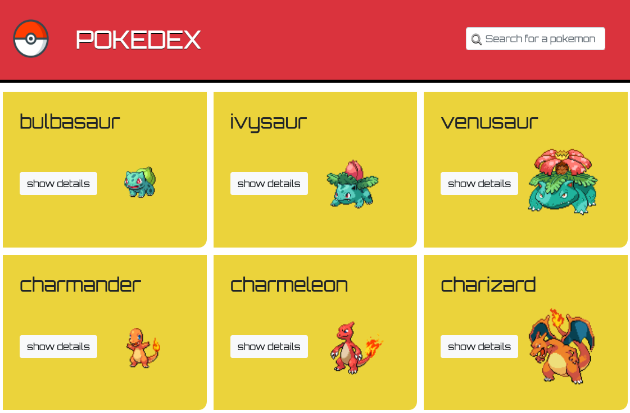 POKEDEX
Search for a pokemon
bulbasaur
ivysaur
venusaur
show details
show details
show details
charmander
charmeleon
charizard
show details
show details
show details